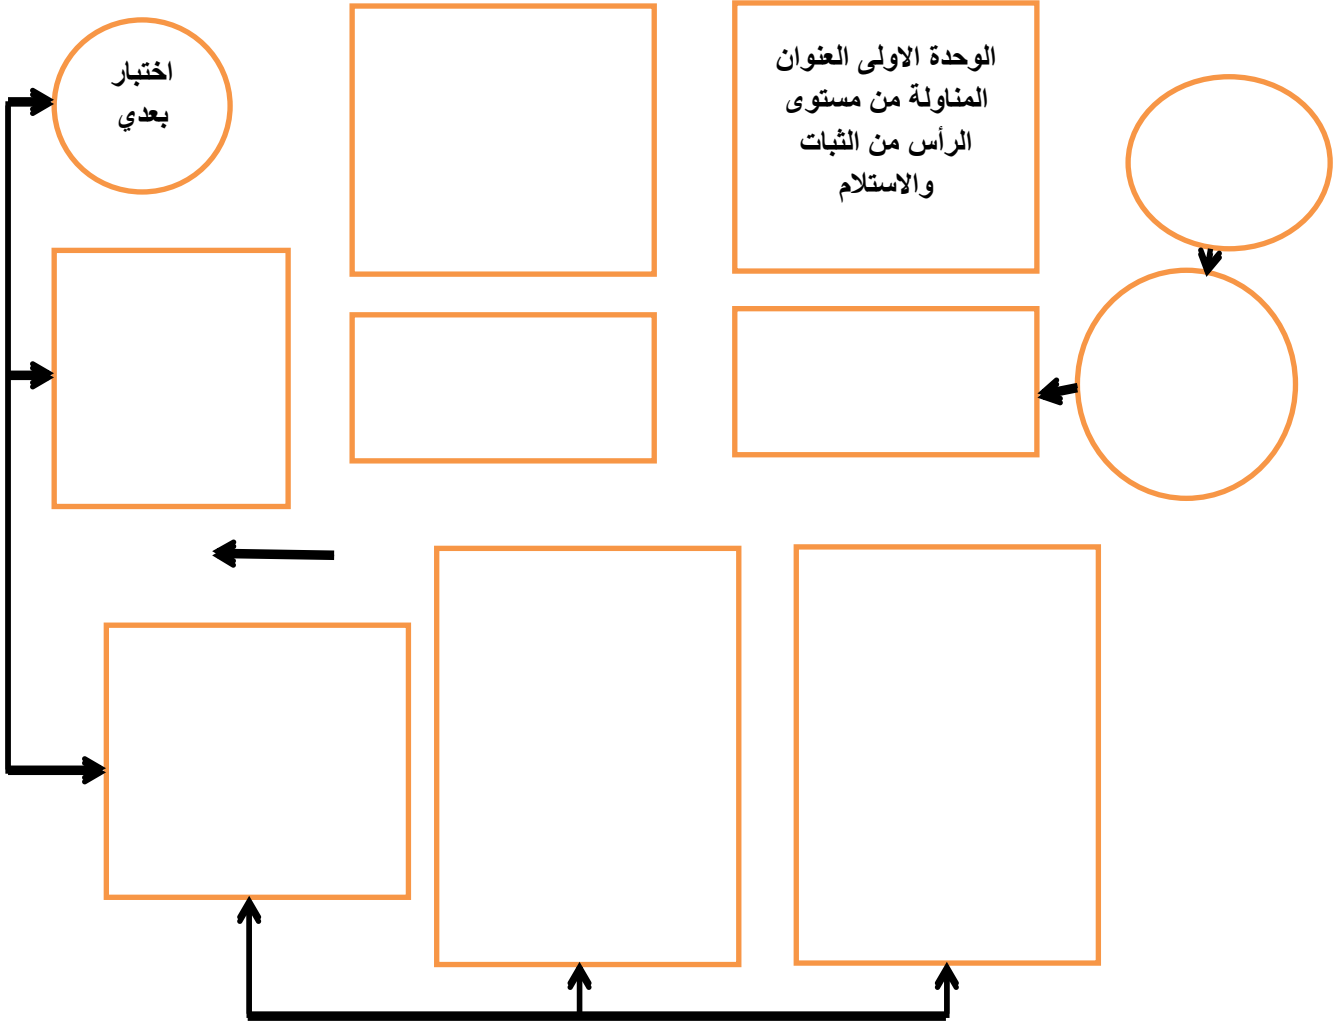 الوحدة الاولى العنوان
المناولة من مستوى
الرأس من الثبات
والاستلام
اختبار
بعدي